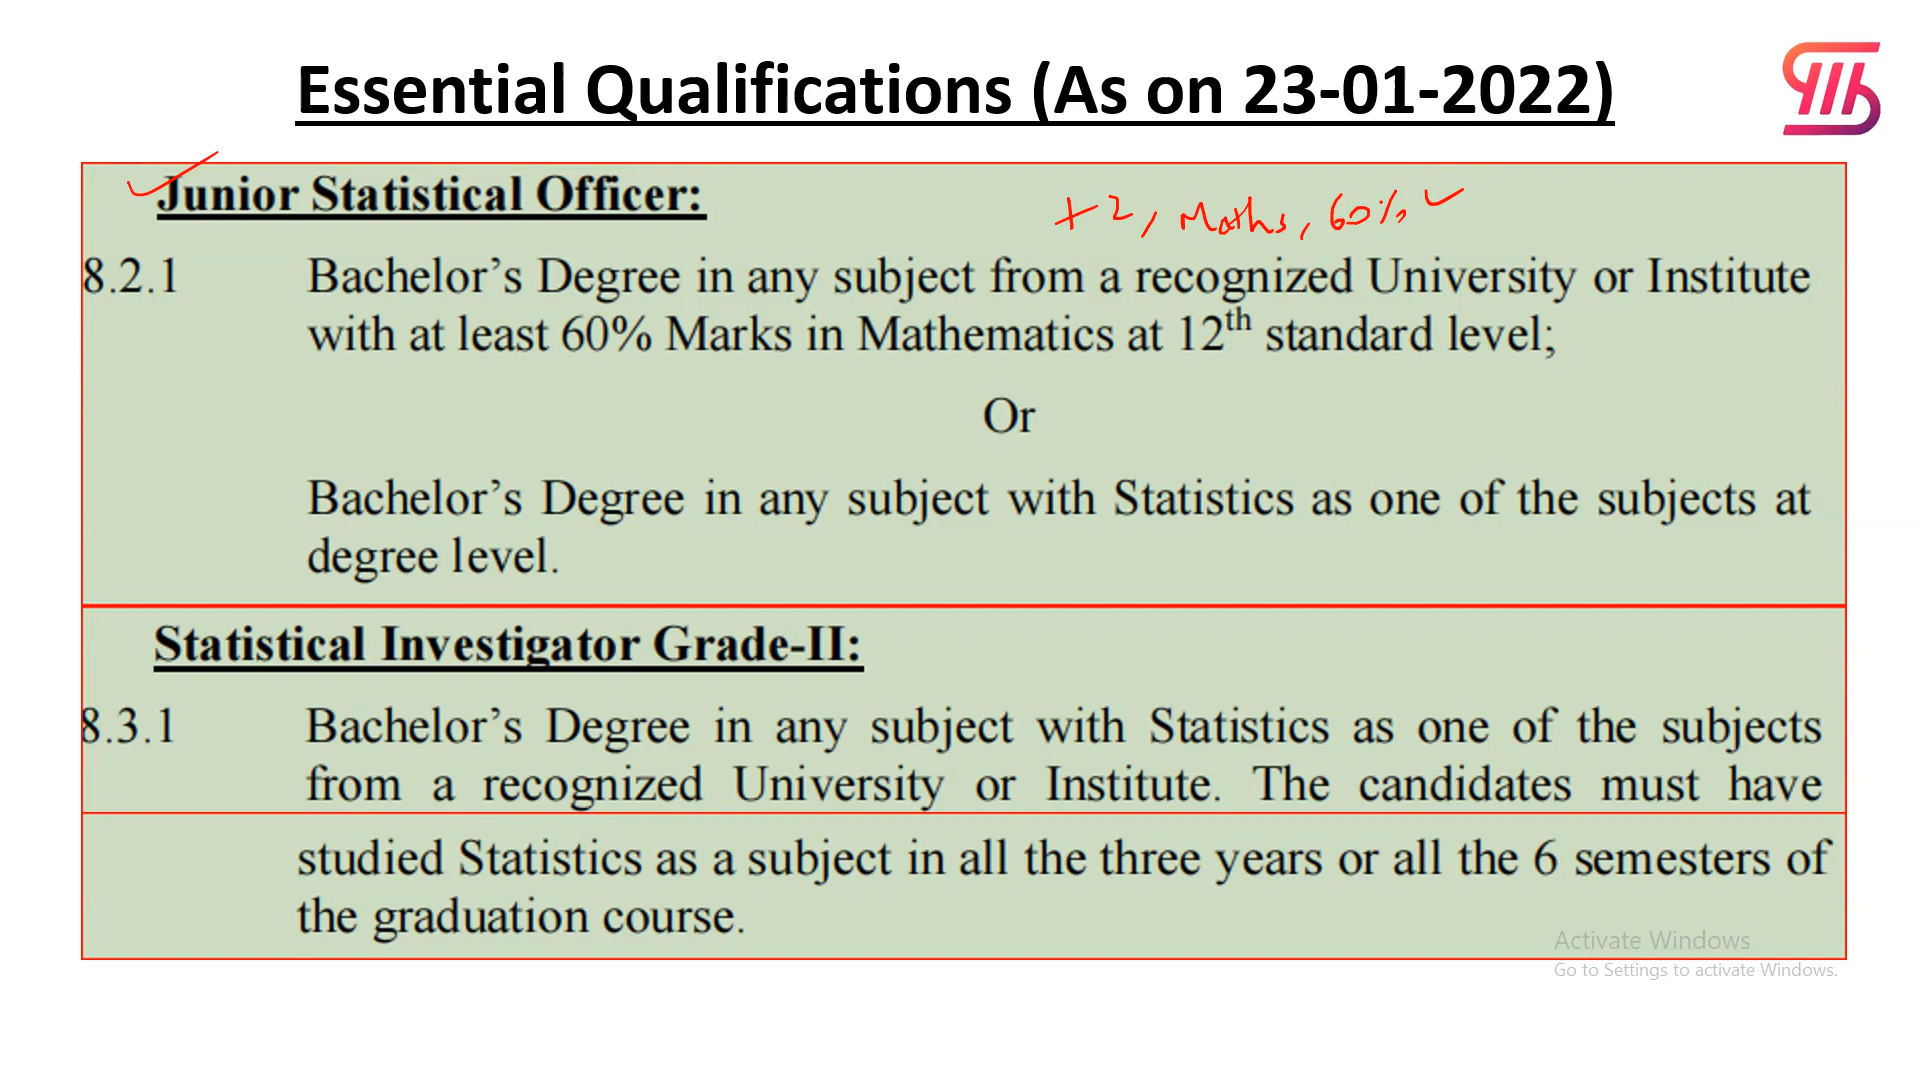 Essential Qualifications (As on 23-01-2022)
Junior Statistical Officer:
+2, Maths, 60%
8.2.1 Bachelor’s Degree in any subject from a recognized University or Institute
with at least 60% Marks in Mathematics at 12th standard level;
Or
Bachelor’s Degree in any subject with Statistics as one of the subjects at
degree level.
Statistical Investigator Grade-II:
8.3.1 Bachelor’s Degree in any subject with Statistics as one of the subjects
from a recognized University or Institute. The candidates must have
studied Statistics as a subject in all the three years or all the 6 semesters of
the graduation course.
Activate Windows
Go to Settings to activate Windows.